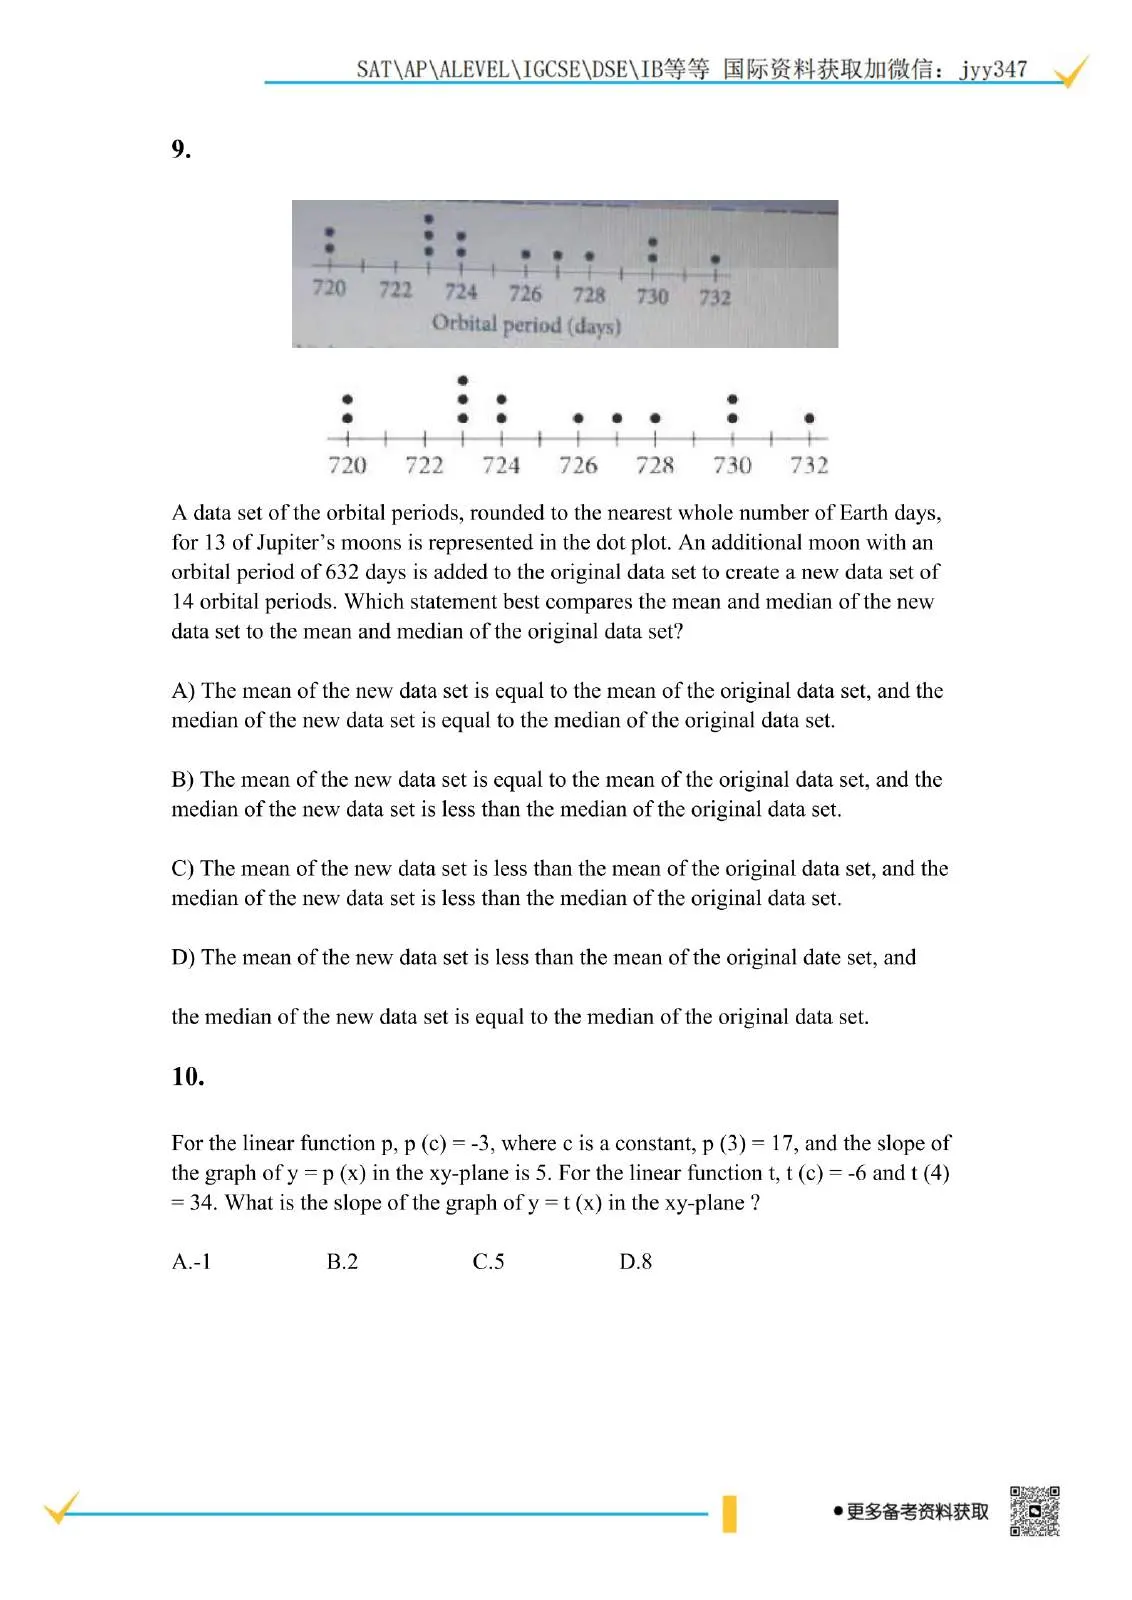 SAT\AP\ALEVEL\IGCSE\DSE\IB等等 国际资料获取加微信：jyy347
9.
720 722 724 726 728 730 732
Orbital period (days)
720 722 724 726 728 730 732
A data set of the orbital periods, rounded to the nearest whole number of Earth days,
for 13 of Jupiter’s moons is represented in the dot plot. An additional moon with an
orbital period of 632 days is added to the original data set to create a new data set of
14 orbital periods. Which statement best compares the mean and median of the new
data set to the mean and median of the original data set?
A) The mean of the new data set is equal to the mean of the original data set, and the
median of the new data set is equal to the median of the original data set.
B) The mean of the new data set is equal to the mean of the original data set, and the
median of the new data set is less than the median of the original data set.
C) The mean of the new data set is less than the mean of the original data set, and the
median of the new data set is less than the median of the original data set.
D) The mean of the new data set is less than the mean of the original date set, and
the median of the new data set is equal to the median of the original data set.
10.
For the linear function p, p (c) = -3, where c is a constant, p (3) = 17, and the slope of
the graph of y = p (x) in the xy-plane is 5. For the linear function t, t (c) = -6 and t (4)
= 34. What is the slope of the graph of y = t (x) in the xy-plane ?
A.-1 B.2 C.5 D.8
●更多备考资料获取